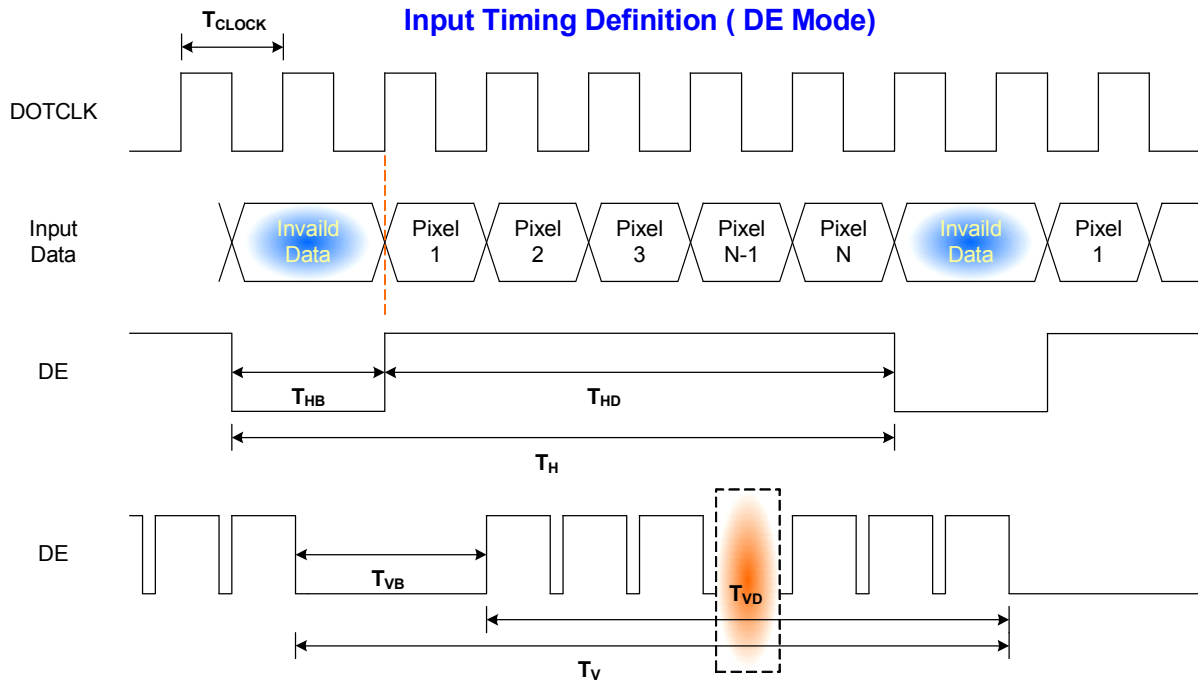 Input Timing Definition ( DE Mode)
TCLOCK
DOTCLK
Input
Data
Invaild
Data
Pixel
1
Pixel
2
Pixel
3
Pixel
N-1
Pixel
N
Invaild
Data
Pixel
1
DE
THB
THD
TH
DE
TVB
TVD
TV